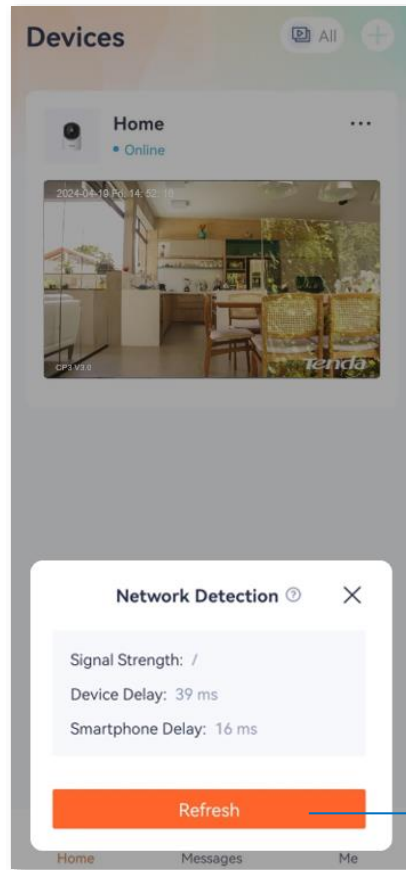 Devices
All
Home
• Online
2024-04-19 Fri. 14: 52: 16
CP3 V3.0
Tenda
Network Detection
Signal Strength: /
Device Delay: 39 ms
Smartphone Delay: 16 ms
Refresh
Home Messages Me